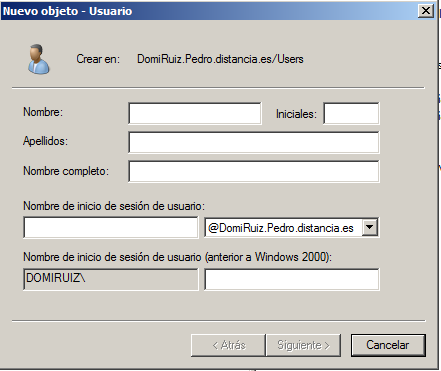 Nuevo objeto - Usuario
Crear en: DomiRuiz.Pedro.distancia.es/Users
Nombre: Iniciales:
Apellidos:
Nombre completo:
Nombre de inicio de sesión de usuario:
@DomiRuiz.Pedro.distancia.es
Nombre de inicio de sesión de usuario (anterior a Windows 2000):
DOMIRUIZ\
< Atrás Siguiente > Cancelar